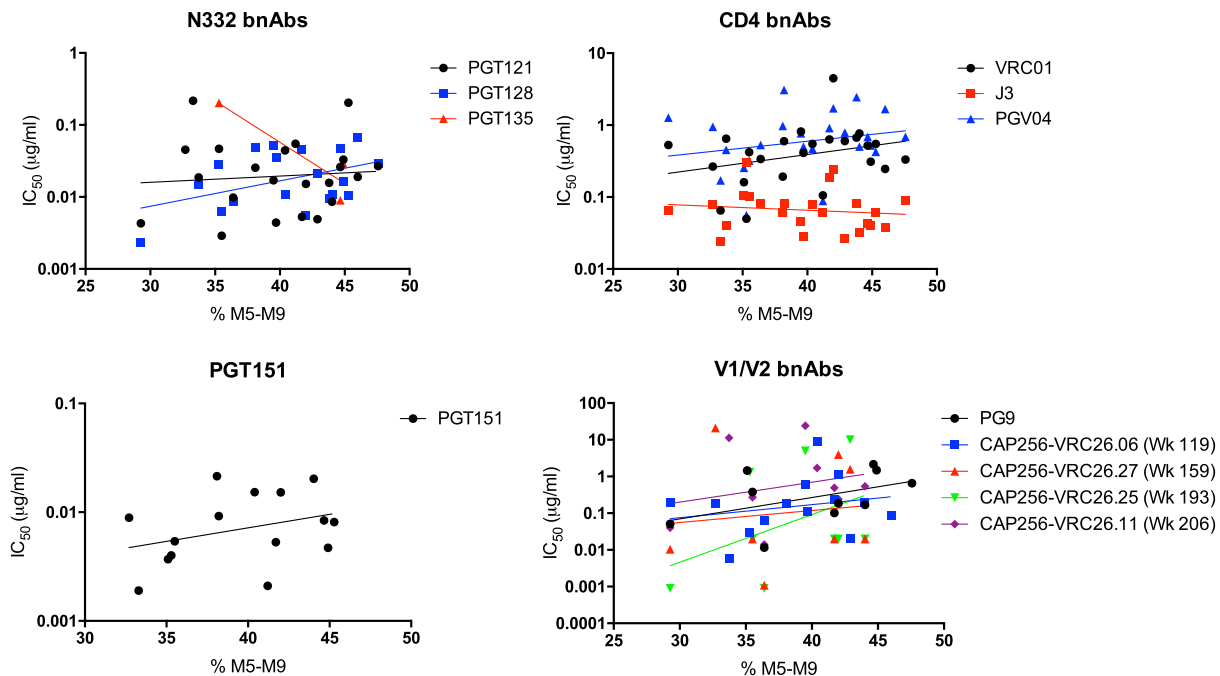 N332 bnAbs
1
0.1
0.01
0.001
IC50 (µg/ml)
25 30 35 40 45 50
% M5-M9
PGT121
PGT128
PGT135
CD4 bnAbs
10
1
0.1
0.01
IC50 (µg/ml)
25 30 35 40 45 50
% M5-M9
VRC01
J3
PGV04
PGT151
0.1
0.01
0.001
IC50 (µg/ml)
30 35 40 45 50
% M5-M9
PGT151
V1/V2 bnAbs
100
10
1
0.1
0.01
0.001
0.0001
IC50 (µg/ml)
25 30 35 40 45 50
% M5-M9
PG9
CAP256-VRC26.06 (Wk 119)
CAP256-VRC26.27 (Wk 159)
CAP256-VRC26.25 (Wk 193)
CAP256-VRC26.11 (Wk 206)